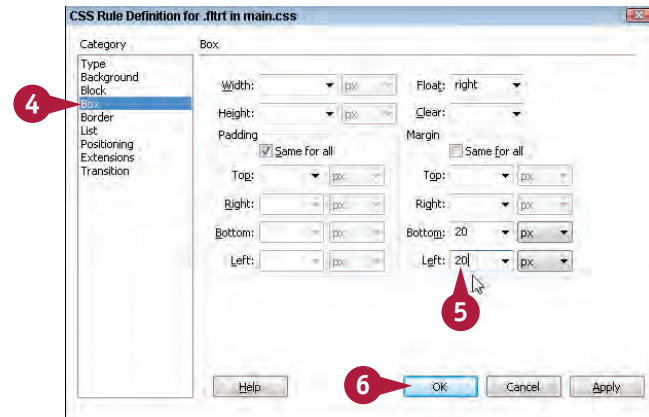 CSS Rule Definition for .fltrt in main.css
Category Box
Type
Background
Block
Box
Border
List
Positioning
Extensions
Transition
4
Width: px Float: right
Height: px Clear:
Padding Margin
Same for all Same for all
Top: px Top: px
Right: px Right: px
Bottom: px Bottom: 20 px
Left: px Left: 20 px
5
Help 6 OK Cancel Apply